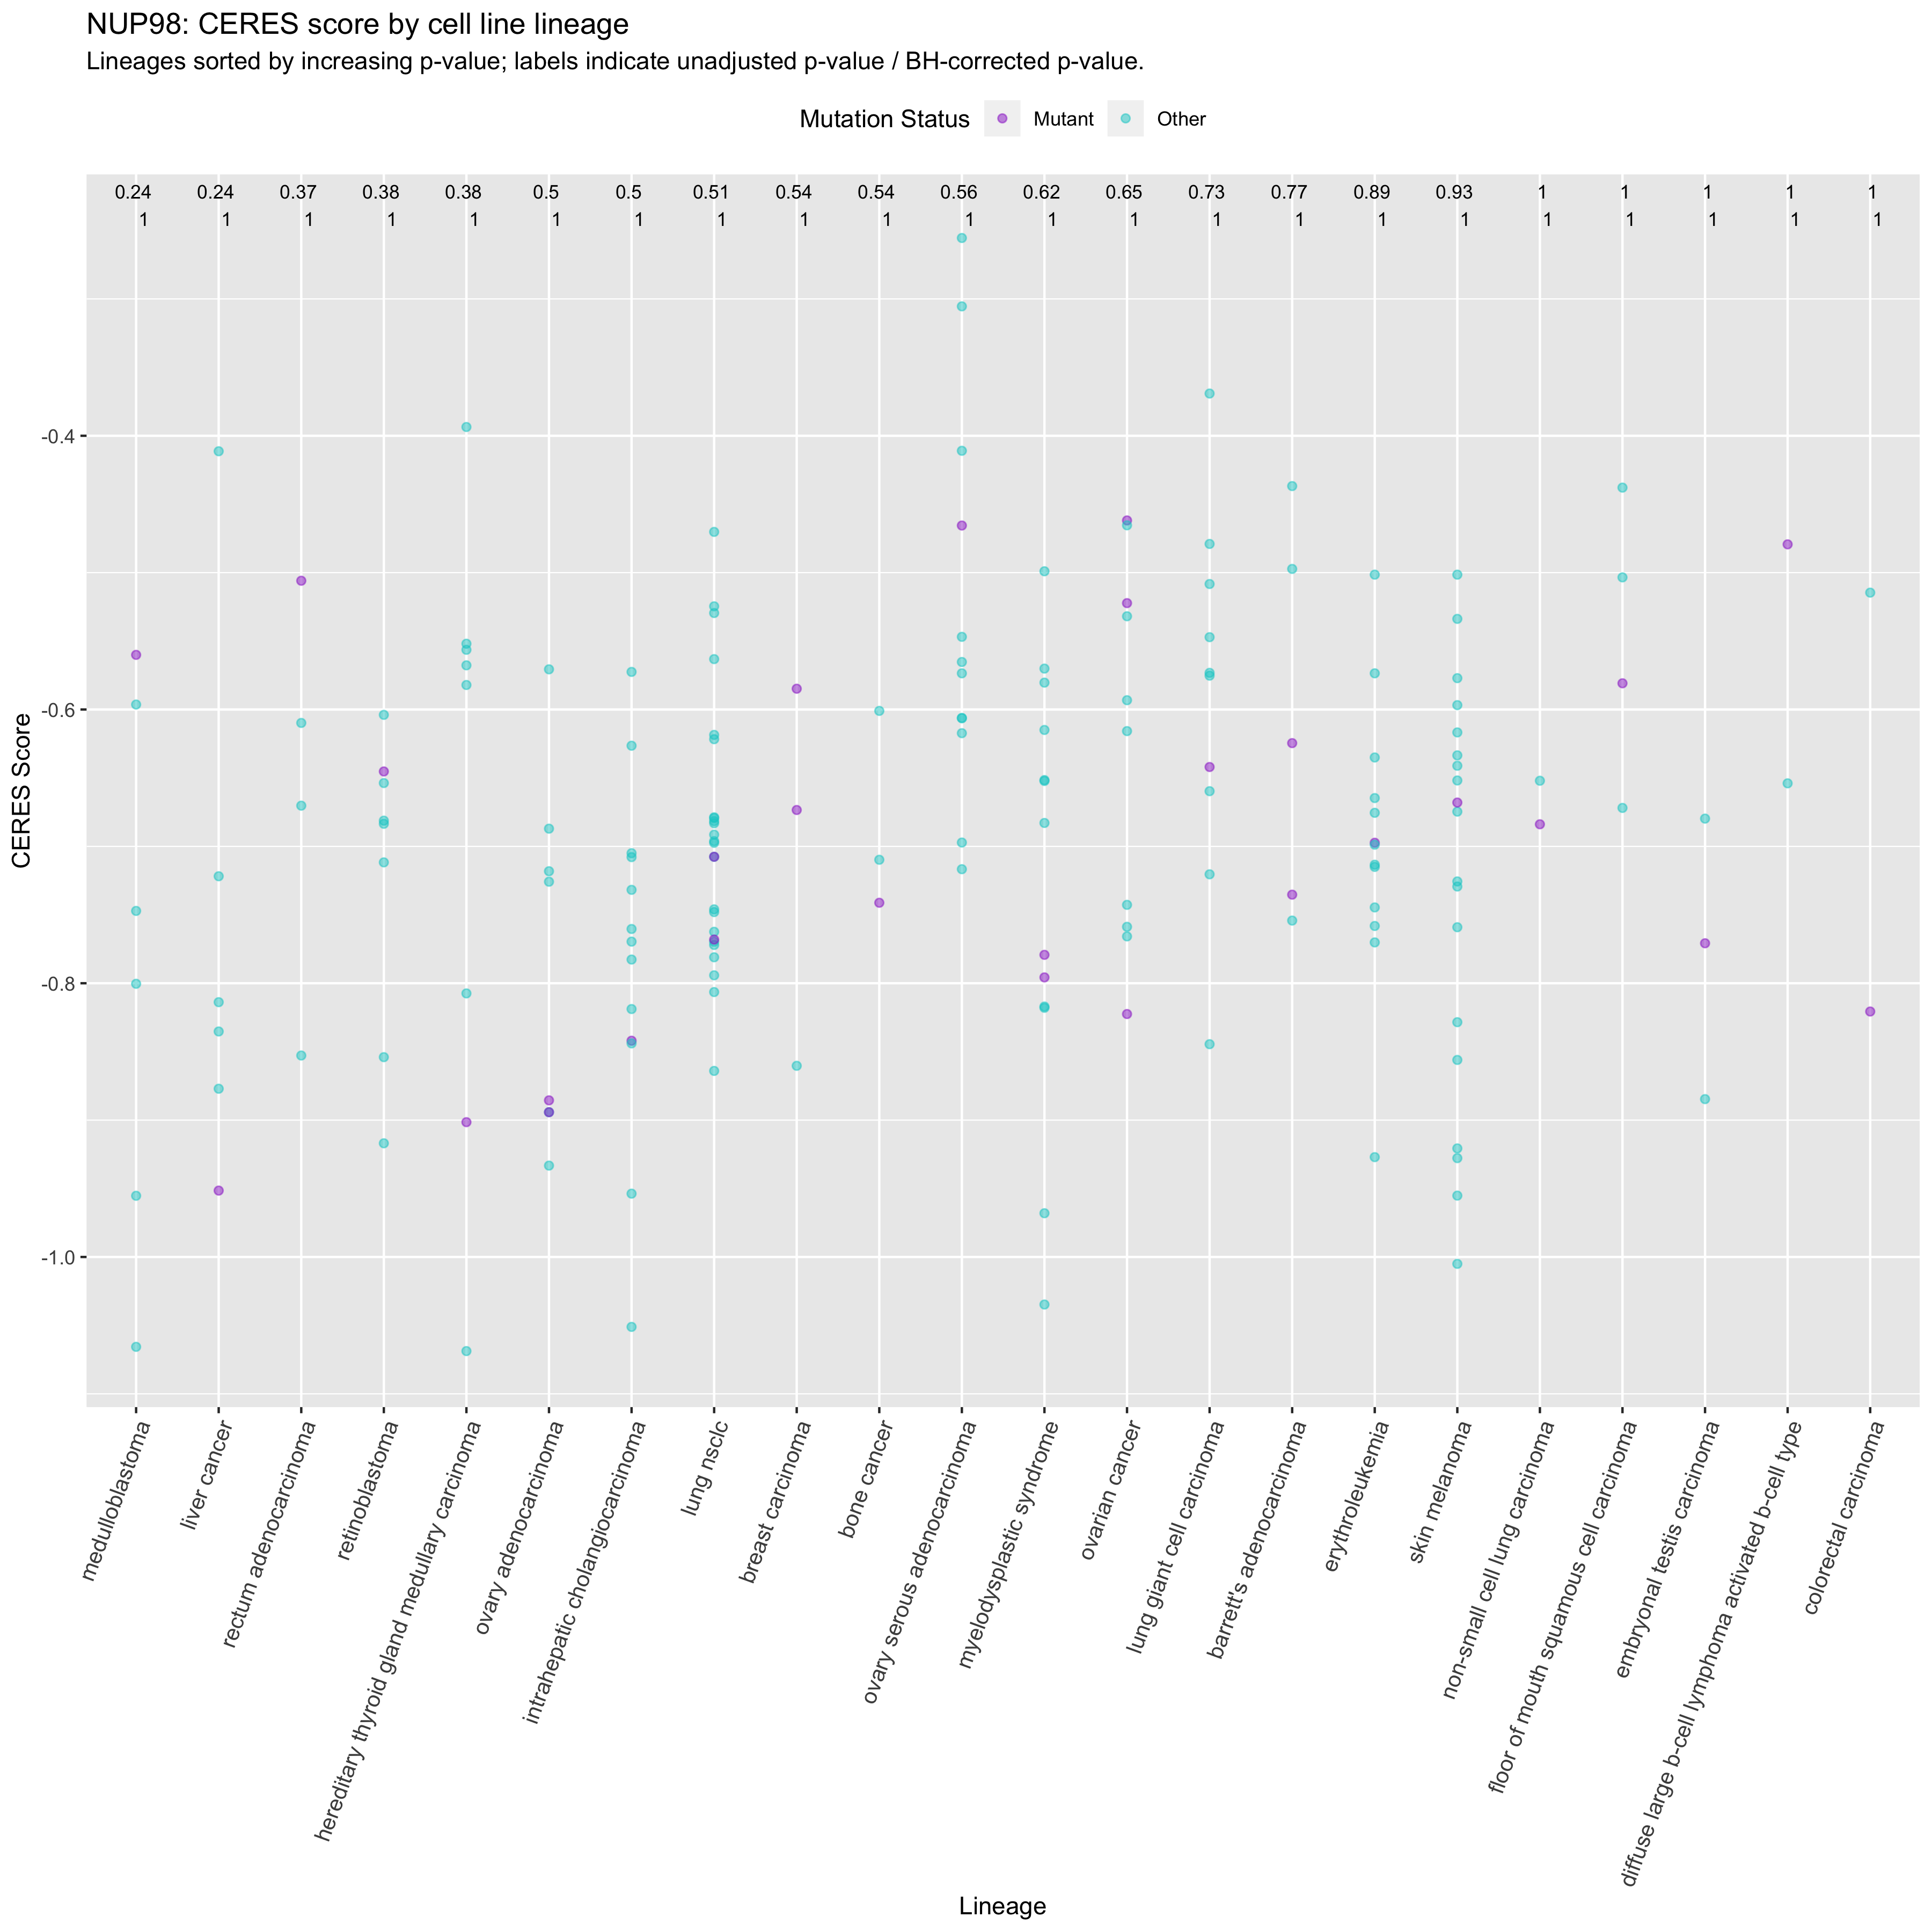 NUP98: CERES score by cell line lineage
Lineages sorted by increasing p-value; labels indicate unadjusted p-value / BH-corrected p-value.
Mutation Status Mutant Other
0.24 0.24 0.37 0.38 0.38 0.5 0.5 0.51 0.54 0.54 0.56 0.62 0.65 0.73 0.77 0.89 0.93 1 1 1 1 1
1 1 1 1 1 1 1 1 1 1 1 1 1 1 1 1 1 1 1 1 1 1
CERES Score
-0.4
-0.6
-0.8
-1.0
medulloblastoma
liver cancer
rectum adenocarcinoma
retinoblastoma
hereditary thyroid gland medullary carcinoma
ovary adenocarcinoma
intrahepatic cholangiocarcinoma
lung nsclc
breast carcinoma
bone cancer
ovary serous adenocarcinoma
myelodysplastic syndrome
ovarian cancer
lung giant cell carcinoma
barrett's adenocarcinoma
erythroleukemia
skin melanoma
non-small cell lung carcinoma
floor of mouth squamous cell carcinoma
embryonal testis carcinoma
diffuse large b-cell lymphoma activated b-cell type
colorectal carcinoma
Lineage